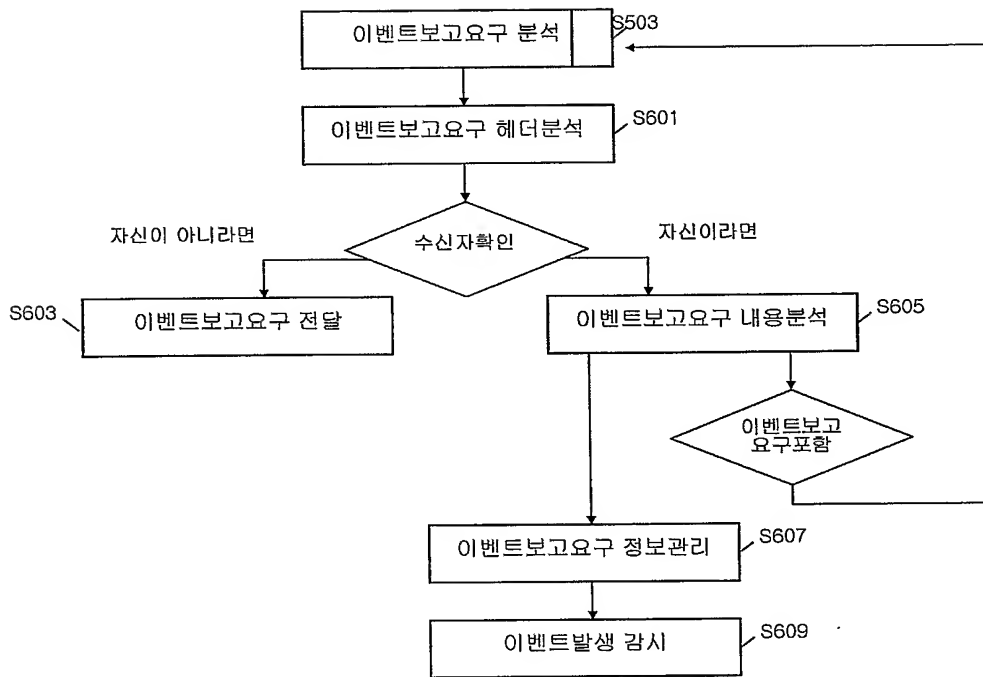 이벤트보고요구 분석
S503
이벤트보고요구 헤더분석
S601
자신이 아니라면
수신자확인
자신이라면
S603
이벤트보고요구 전달
이벤트보고요구 내용분석
S605
이벤트보고
요구포함
이벤트보고요구 정보관리
S607
이벤트발생 감시
S609